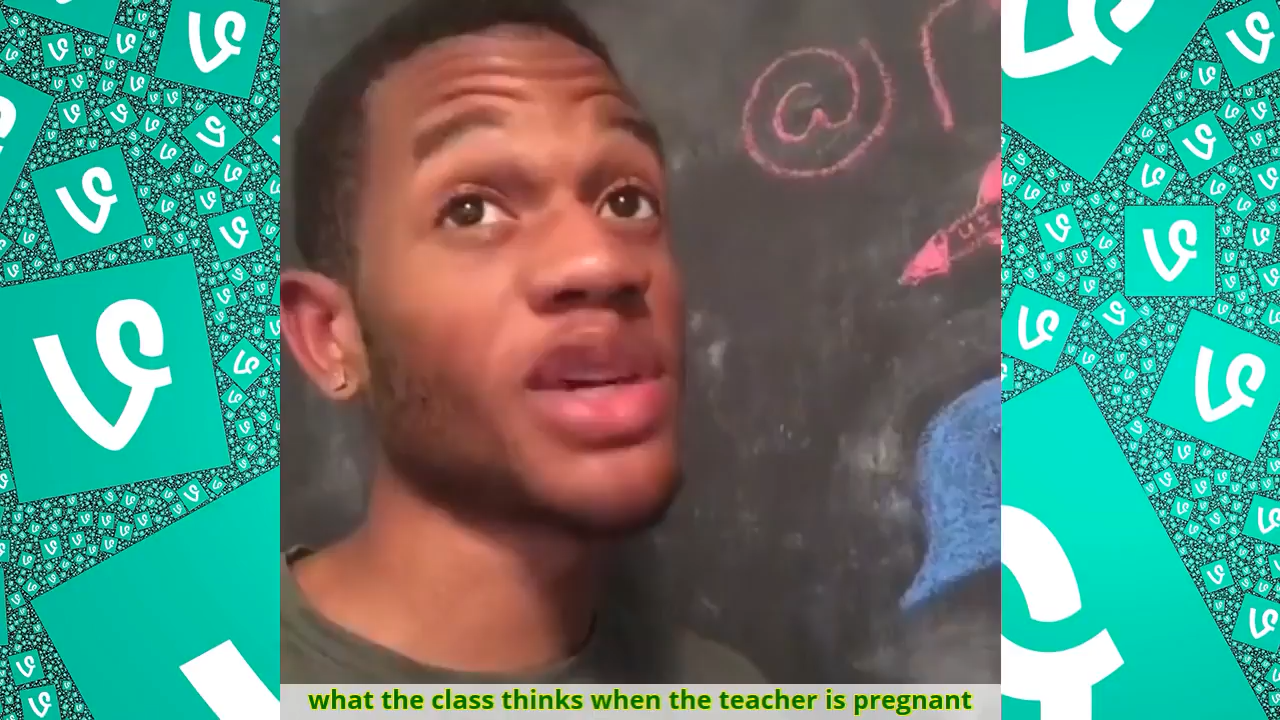 @r
what the class thinks when the teacher is pregnant